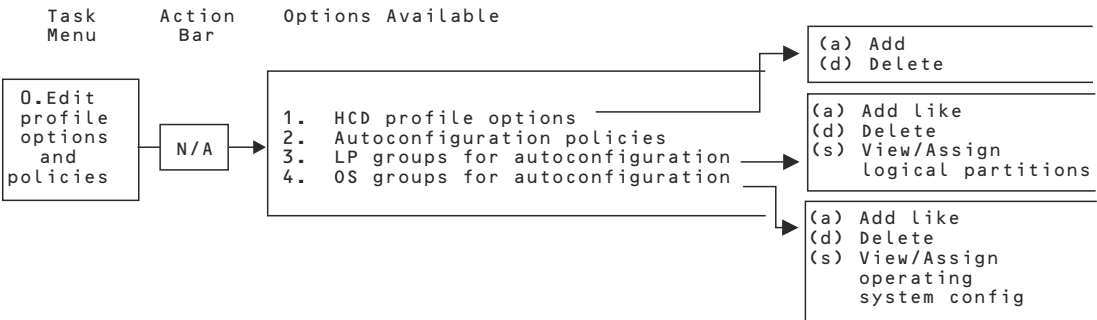 Task Menu
Action Bar
Options Available
0.Edit
profile
options
and
policies
N/A
1. HCD profile options
2. Autoconfiguration policies
3. LP groups for autoconfiguration
4. OS groups for autoconfiguration
(a) Add
(d) Delete
(a) Add like
(d) Delete
(s) View/Assign
logical partitions
(a) Add like
(d) Delete
(s) View/Assign
operating
system config